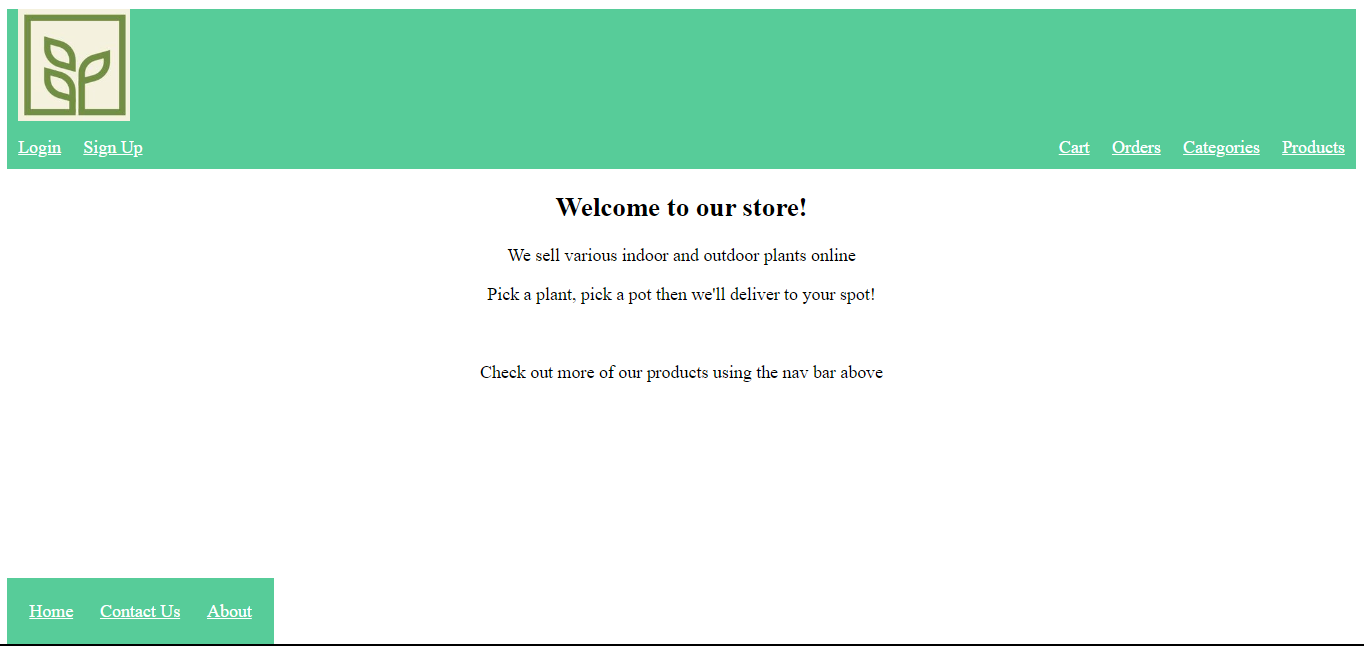 Login Sign Up Cart Orders Categories Products
Welcome to our store!
We sell various indoor and outdoor plants online
Pick a plant, pick a pot then we'll deliver to your spot!
Check out more of our products using the nav bar above
Home Contact Us About